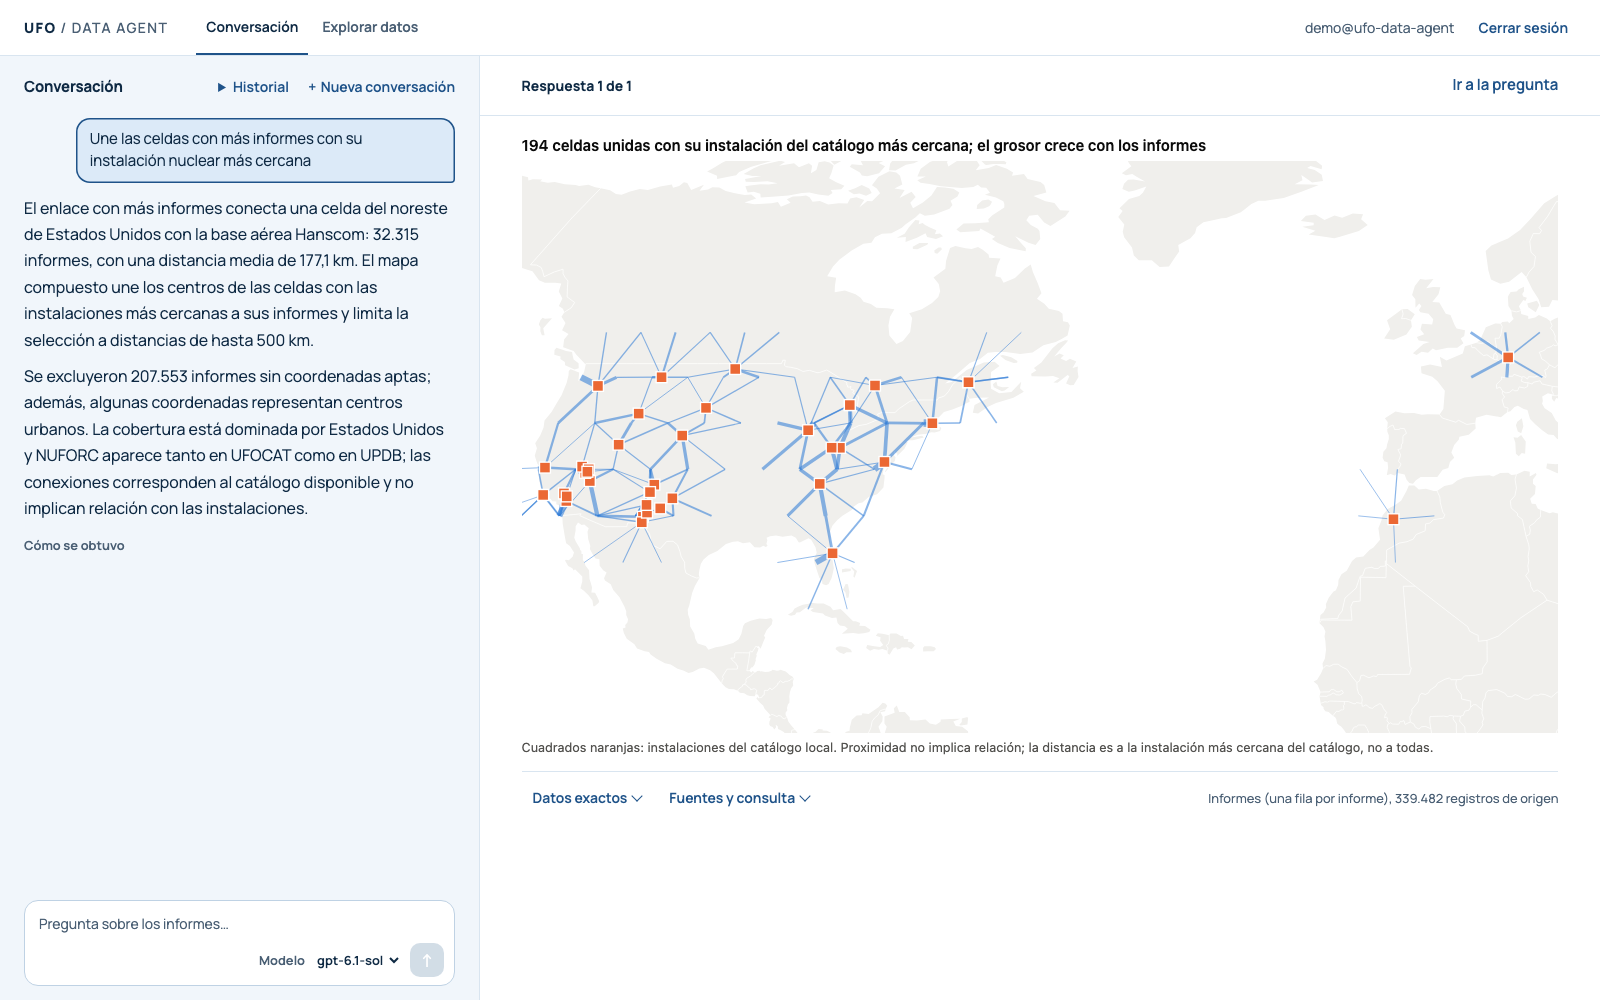 UFO / DATA AGENT
Conversación
Explorar datos
demo@ufo-data-agent
Cerrar sesión
Conversación
Historial
+ Nueva conversación
Une las celdas con más informes con su
instalación nuclear más cercana
El enlace con más informes conecta una celda del noreste
de Estados Unidos con la base aérea Hanscom: 32.315
informes, con una distancia media de 177,1 km. El mapa
compuesto une los centros de las celdas con las
instalaciones más cercanas a sus informes y limita la
selección a distancias de hasta 500 km.
Se excluyeron 207.553 informes sin coordenadas aptas;
además, algunas coordenadas representan centros
urbanos. La cobertura está dominada por Estados Unidos
y NUFORC aparece tanto en UFOCAT como en UPDB; las
conexiones corresponden al catálogo disponible y no
implican relación con las instalaciones.
Cómo se obtuvo
Pregunta sobre los informes…
Modelo
gpt-6.1-sol
Respuesta 1 de 1
Ir a la pregunta
194 celdas unidas con su instalación del catálogo más cercana; el grosor crece con los informes
Cuadrados naranjas: instalaciones del catálogo local. Proximidad no implica relación; la distancia es a la instalación más cercana del catálogo, no a todas.
Datos exactos
Fuentes y consulta
Informes (una fila por informe), 339.482 registros de origen